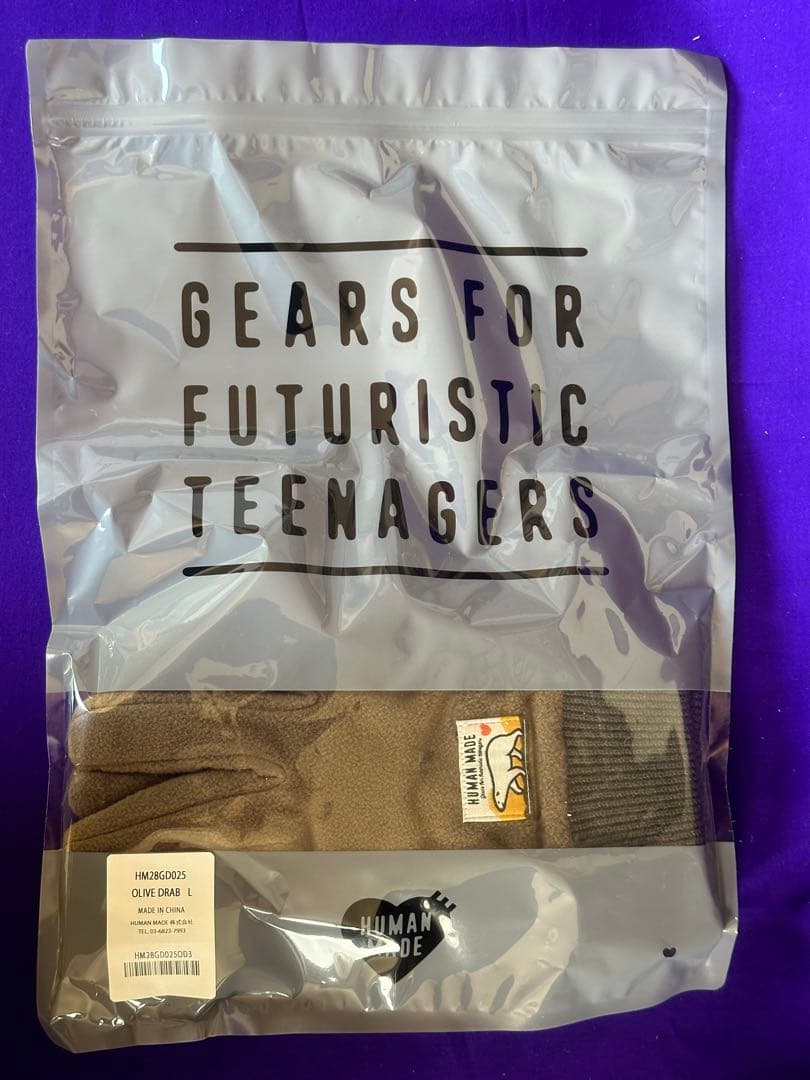 GEARS FOR
FUTURISTIC
TEENAGERS
HUMAN MADE
HM28GD025
OLIVE DRAB L
MADE IN CHINA
HUMAN MADE 株式会社
TEL. 03-6823-7993
HM28GD025OD3
HUMAN
MADE